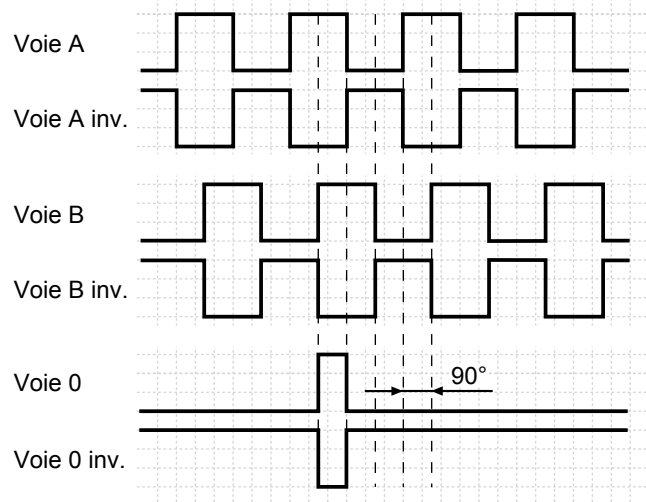 Voie A
Voie A inv.
Voie B
Voie B inv.
Voie 0
90°
Voie 0 inv.